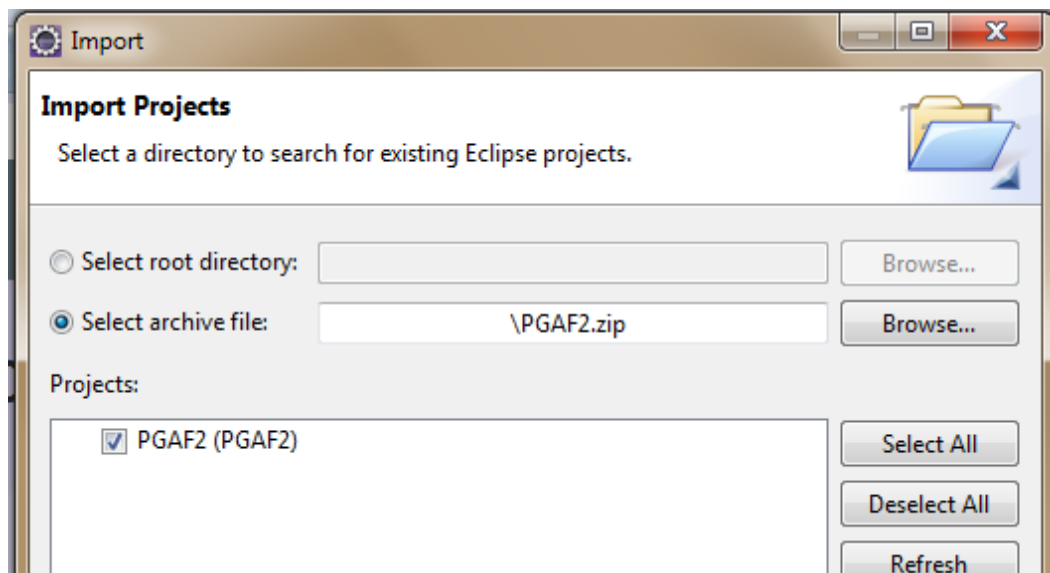 Import
Import Projects
Select a directory to search for existing Eclipse projects.
Select root directory:
Browse...
Select archive file:
\PGAF2.zip
Browse...
Projects:
PGAF2 (PGAF2)
Select All
Deselect All
Refresh